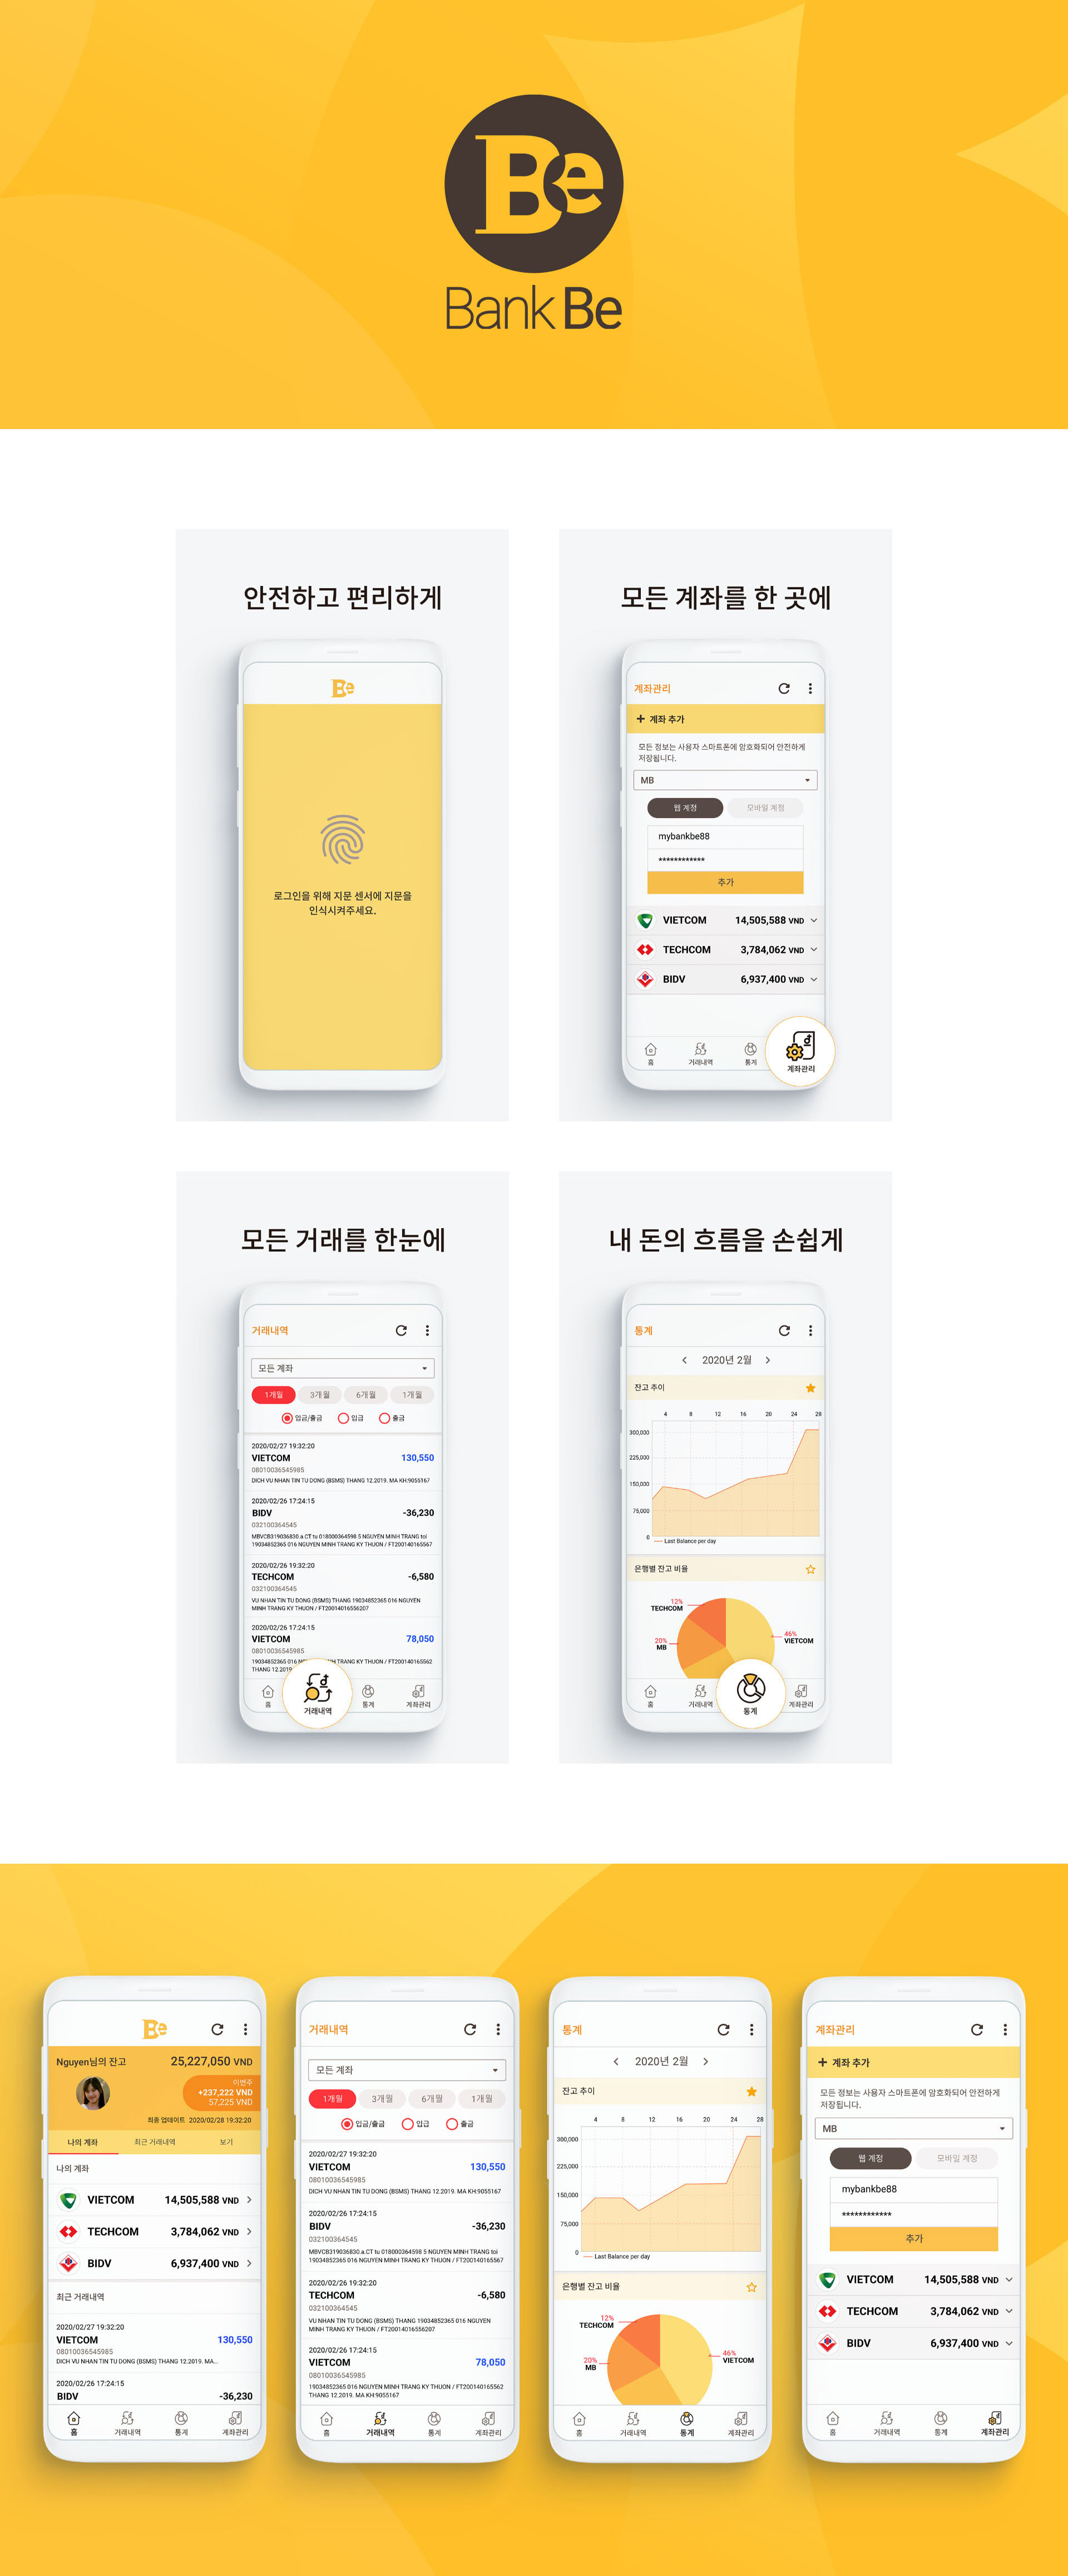 Be
Bank Be
안전하고 편리하게
Be
로그인을 위해 지문 센서에 지문을
인식시켜주세요.
모든 계좌를 한 곳에
계좌관리
+ 계좌 추가
모든 정보는 사용자 스마트폰에 암호화되어 안전하게
저장됩니다.
MB
웹 계정 모바일 계정
mybankbe88
************
추가
VIETCOM 14,505,588 VND
TECHCOM 3,784,062 VND
BIDV 6,937,400 VND
홈 거래내역 통계 계좌관리
모든 거래를 한눈에
거래내역
모든 계좌
1개월 3개월 6개월 1개월
입금/출금 입금 출금
2020/02/27 19:32:20
VIETCOM 130,550
08010036545985
DICH VU NHAN TIN TU DONG (BSMS) THANG 12.2019. MA KH:9055167
2020/02/26 17:24:15
BIDV -36,230
032100364545
MBVCB319036830.a.CT tu 018000364598 5 NGUYEN MINH TRANG toi
19034852365 016 NGUYEN MINH TRANG KY THUON / FT200140165567
2020/02/26 19:32:20
TECHCOM -6,580
032100364545
VU NHAN TIN TU DONG (BSMS) THANG 19034852365 016 NGUYEN
MINH TRANG KY THUON / FT20014016556207
2020/02/26 17:24:15
VIETCOM 78,050
08010036545985
19034852365 016 N
H TRANG KY THUON / FT200140165562
THANG 12.2019
홈 거래내역 통계 계좌관리
내 돈의 흐름을 손쉽게
통계
2020년 2월
잔고 추이
4 8 12 16 20 24 28
300,000
225,000
150,000
75,000
0
Last Balance per day
은행별 잔고 비율
12%
TECHCOM
46%
VIETCOM
20%
MB
홈 거래내역 통계 계좌관리
Be
Nguyen님의 잔고 25,227,050 VND
이번주
+237,222 VND
57,225 VND
최종 업데이트 2020/02/28 19:32:20
나의 계좌 최근 거래내역 보기
나의 계좌
VIETCOM 14,505,588 VND
TECHCOM 3,784,062 VND
BIDV 6,937,400 VND
최근 거래내역
2020/02/27 19:32:20
VIETCOM 130,550
08010036545985
DICH VU NHAN TIN TU DONG (BSMS) THANG 12.2019. MA...
2020/02/26 17:24:15
BIDV -36,230
홈 거래내역 통계 계좌관리
거래내역
모든 계좌
1개월 3개월 6개월 1개월
입금/출금 입금 출금
2020/02/27 19:32:20
VIETCOM 130,550
08010036545985
DICH VU NHAN TIN TU DONG (BSMS) THANG 12.2019. MA KH:9055167
2020/02/26 17:24:15
BIDV -36,230
032100364545
MBVCB319036830.a.CT tu 018000364598 5 NGUYEN MINH TRANG toi
19034852365 016 NGUYEN MINH TRANG KY THUON / FT200140165567
2020/02/26 19:32:20
TECHCOM -6,580
032100364545
VU NHAN TIN TU DONG (BSMS) THANG 19034852365 016 NGUYEN
MINH TRANG KY THUON / FT20014016556207
2020/02/26 17:24:15
VIETCOM 78,050
08010036545985
19034852365 016 NGUYEN MINH TRANG KY THUON / FT200145562
THANG 12.2019. MA KH:9055167
홈 거래내역 통계 계좌관리
통계
2020년 2월
잔고 추이
4 8 12 16 20 24 28
300,000
225,000
150,000
75,000
0
Last Balance per day
은행별 잔고 비율
12%
TECHCOM
46%
VIETCOM
20%
MB
홈 거래내역 통계 계좌관리
계좌관리
+ 계좌 추가
모든 정보는 사용자 스마트폰에 암호화되어 안전하게
저장됩니다.
MB
웹 계정 모바일 계정
mybankbe88
************
추가
VIETCOM 14,505,588 VND
TECHCOM 3,784,062 VND
BIDV 6,937,400 VND
홈 거래내역 통계 계좌관리